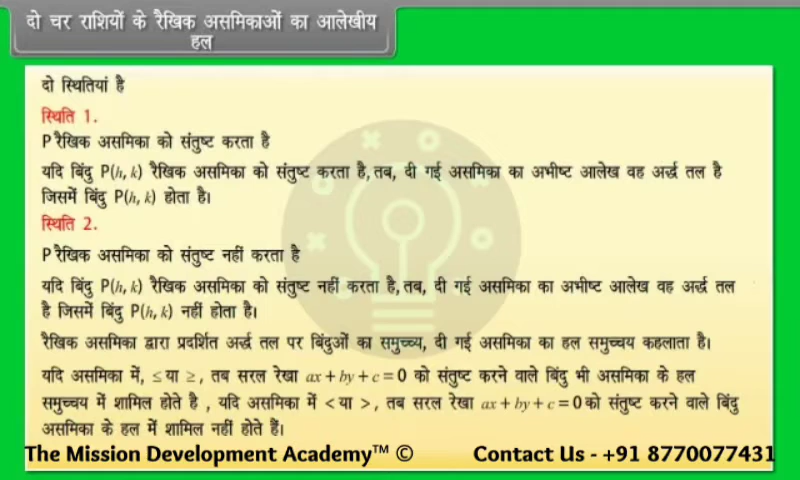 दो चर राशियों के रैखिक असमिकाओं का आलेखीय
हल
दो स्थितियां है
स्थिति 1.
P रैखिक असमिका को संतुष्ट करता है
यदि बिंदु P(h, k) रैखिक असमिका को संतुष्ट करता है, तब, दी गई असमिका का अभीष्ट आलेख वह अर्द्ध तल है
जिसमें बिंदु P(h, k) होता है।
स्थिति 2.
P रैखिक असमिका को संतुष्ट नहीं करता है
यदि बिंदु P(h, k) रैखिक असमिका को संतुष्ट नहीं करता है, तब, दी गई असमिका का अभीष्ट आलेख वह अर्द्ध तल
है जिसमें बिंदु P(h, k) नहीं होता है।
रैखिक असमिका द्वारा प्रदर्शित अर्द्ध तल पर बिंदुओं का समुच्च्य, दी गई असमिका का हल समुच्चय कहलाता है।
यदि असमिका में, ≤ या ≥, तब सरल रेखा ax + by + c = 0 को संतुष्ट करने वाले बिंदु भी असमिका के हल
समुच्चय में शामिल होते है , यदि असमिका में < या >, तब सरल रेखा ax + by + c = 0 को संतुष्ट करने वाले बिंदु
असमिका के हल में शामिल नहीं होते हैं।
The Mission Development Academy™ © Contact Us - +91 8770077431